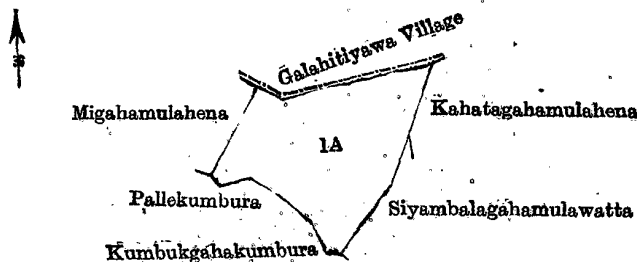 Galahitiyawa Village
Migahamulahena
Kahatagahamulahena
1A
Pallekumbura
Siyambalagahamulawatta
Kumbukgahakumbura